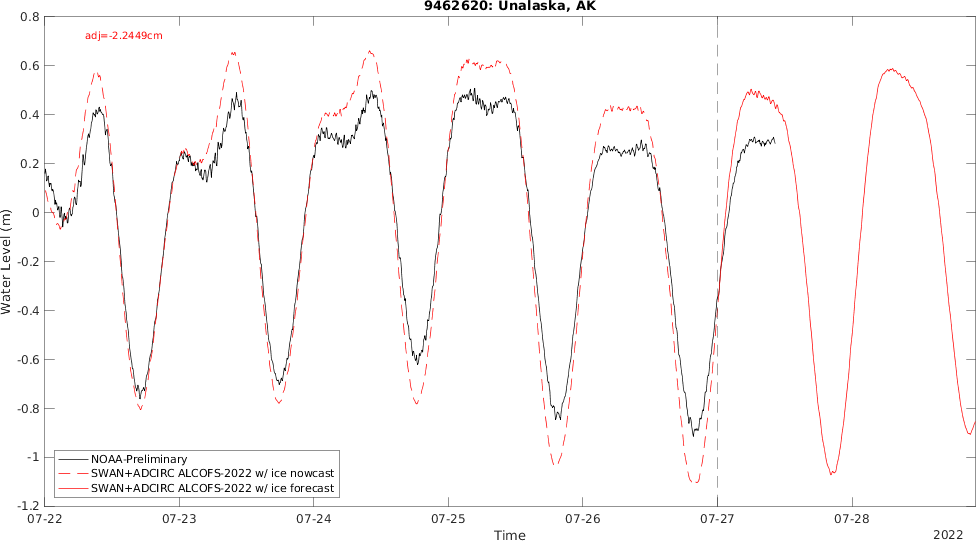 9462620: Unalaska, AK
adj=-2.2449cm
0.8
0.6
0.4
0.2
0
-0.2
-0.4
-0.6
-0.8
-1
-1.2
Water Level (m)
NOAA-Preliminary
SWAN+ADCIRC ALCOFS-2022 w/ ice nowcast
SWAN+ADCIRC ALCOFS-2022 w/ ice forecast
07-22 07-23 07-24 07-25 07-26 07-27 07-28
Time
2022